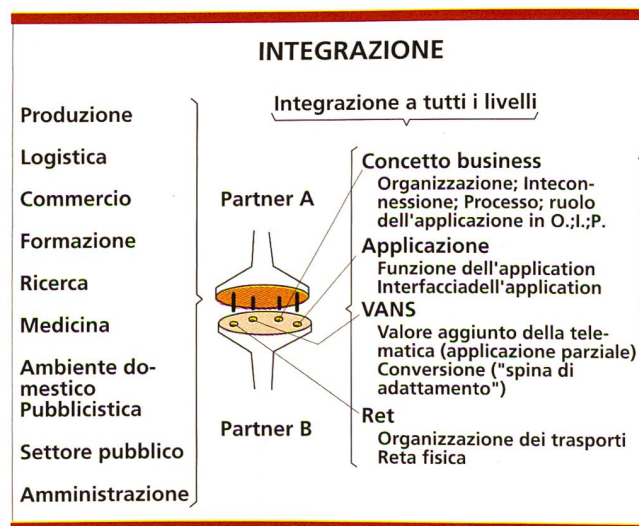 INTEGRAZIONE
Integrazione a tutti i livelli
Produzione
Logistica
Commercio
Formazione
Ricerca
Medicina
Ambiente do-
mestico
Pubblicistica
Settore pubblico
Amministrazione
Partner A
Partner B
Concetto business
Organizzazione; Intecon-
nessione; Processo; ruolo
dell'applicazione in O.;I.;P.
Applicazione
Funzione dell'application
Interfacciadell'application
VANS
Valore aggiunto della tele-
matica (applicazione parziale)
Conversione ("spina di
adattamento")
Ret
Organizzazione dei trasporti
Reta fisica